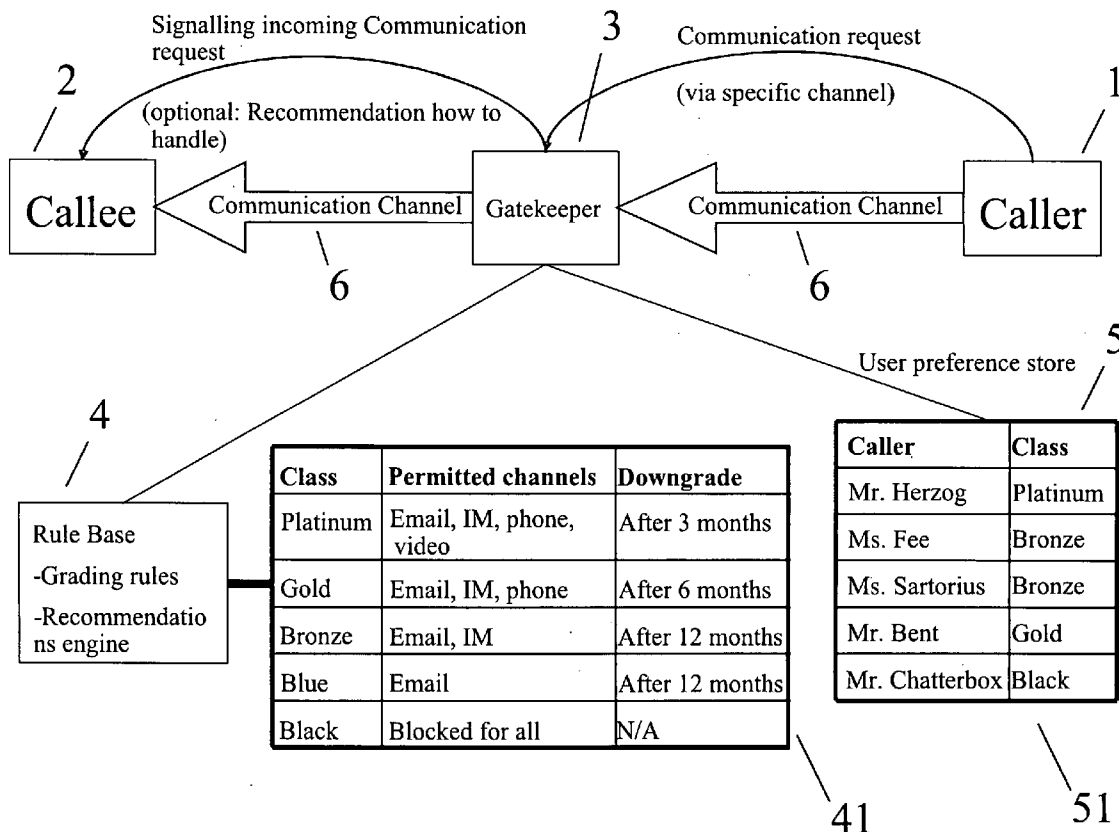 Signalling incoming Communication
request
3
Communication request
2
(optional: Recommendation how to
handle)
(via specific channel)
1
Callee
Communication Channel
Gatekeeper
Communication Channel
Caller
6
6
User preference store
5
4
Rule Base
-Grading rules
-Recommendatio
ns engine
Class Permitted channels Downgrade
Platinum Email, IM, phone, After 3 months
video
Gold Email, IM, phone After 6 months
Bronze Email, IM After 12 months
Blue Email After 12 months
Black Blocked for all N/A
41
Caller Class
Mr. Herzog Platinum
Ms. Fee Bronze
Ms. Sartorius Bronze
Mr. Bent Gold
Mr. Chatterbox Black
51